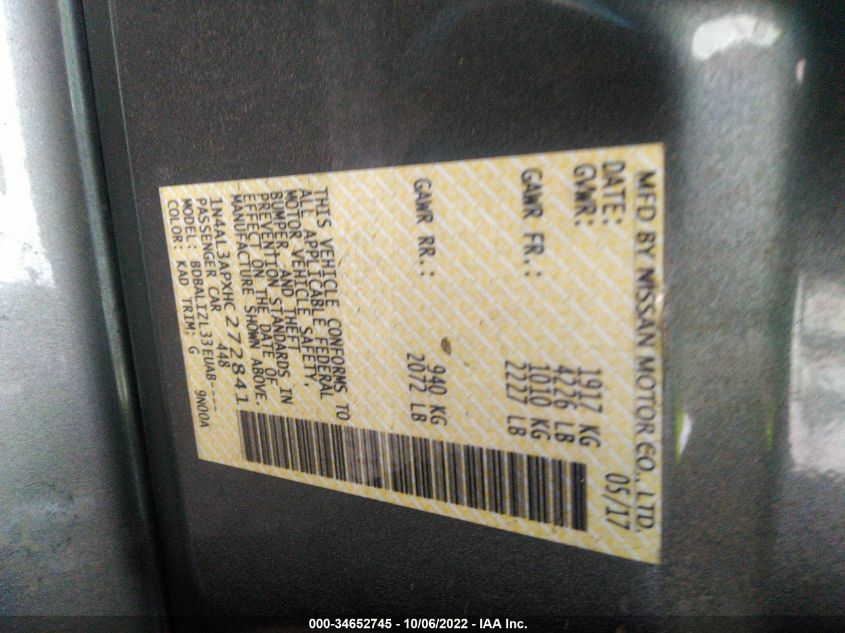 MFD BY NISSAN MOTOR CO., LTD.
DATE: 05/17
GVWR: 1917 KG
4226 LB
GAWR FR.: 1010 KG
2227 LB
GAWR RR.: 940 KG
2072 LB
THIS VEHICLE CONFORMS TO
ALL APPLICABLE FEDERAL
MOTOR VEHICLE SAFETY,
BUMPER AND THEFT
PREVENTION STANDARDS IN
EFFECT ON THE DATE OF
MANUFACTURE SHOWN ABOVE.
1N4AL3APXHC272841
PASSENGER CAR 448
MODEL: BDBALIZL33EUAB----
COLOR: KAD TRIM: G 9N00A
000-34652745 - 10/06/2022 - IAA Inc.